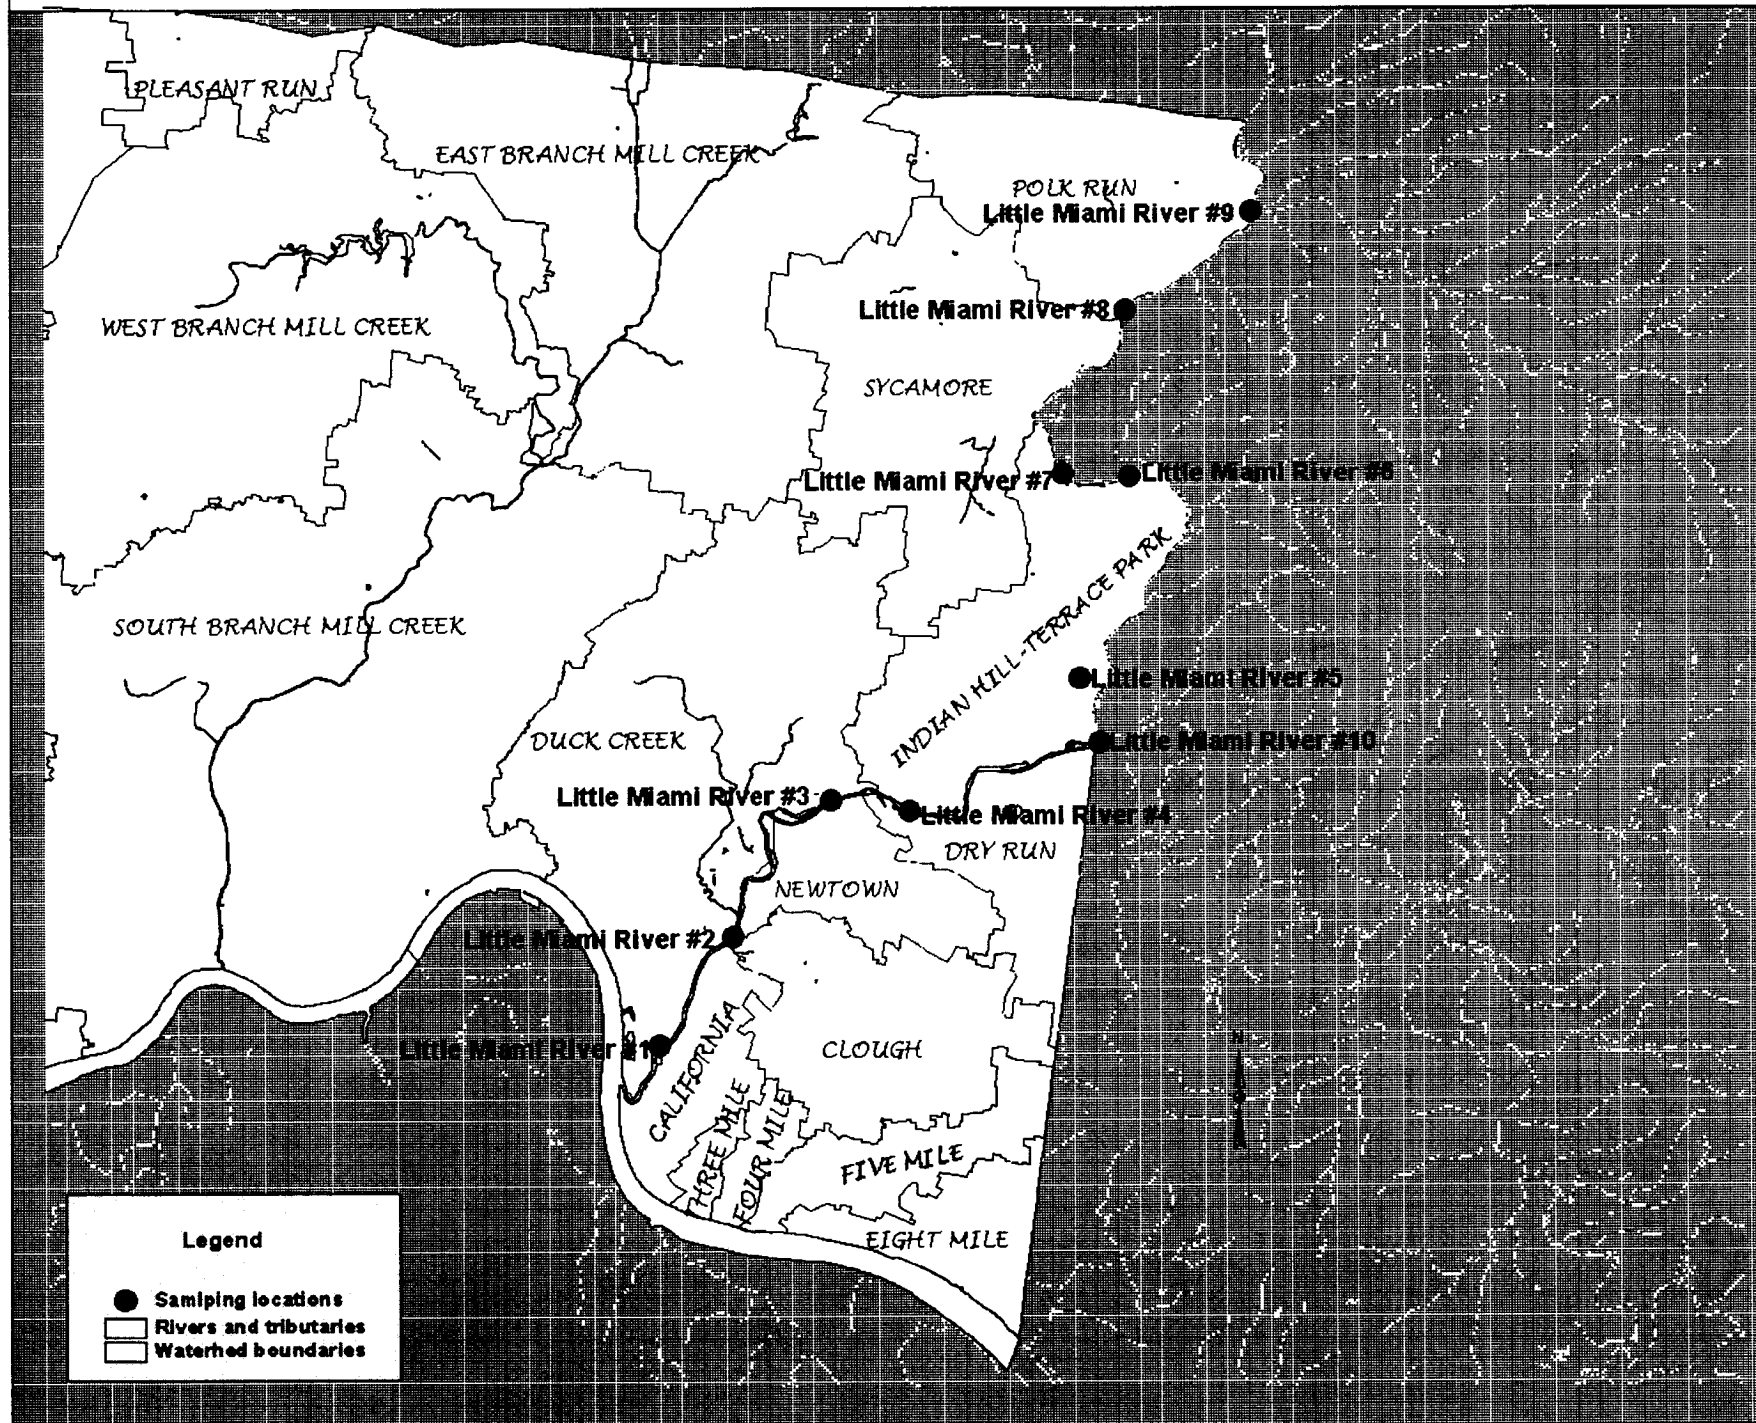 PLEASANT RUN
EAST BRANCH MILL CREEK
POLK RUN
Little Miami River #9
Little Miami River #8
WEST BRANCH MILL CREEK
SYCAMORE
Little Miami River #7
Little Miami River #6
INDIAN HILL-TERRACE PARK
SOUTH BRANCH MILL CREEK
Little Miami River #5
DUCK CREEK
Little Miami River #10
Little Miami River #3
Little Miami River #4
DRY RUN
NEWTOWN
Little Miami River #2
CALIFORNIA
Little Miami River #1
CLOUGH
THREE MILE
FOUR MILE
FIVE MILE
EIGHT MILE
N
Legend
Samlping locations
Rivers and tributaries
Waterhed boundaries